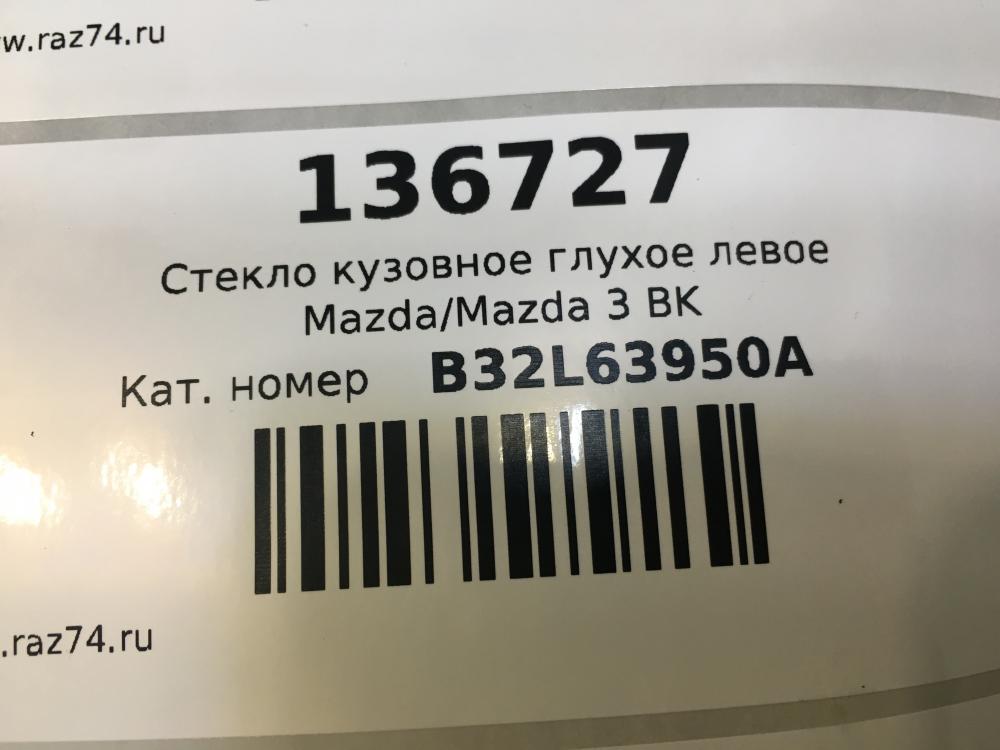 w.raz74.ru
136727
Стекло кузовное глухое левое
Mazda/Mazda 3 BK
Кат. номер B32L63950A
.raz74.ru